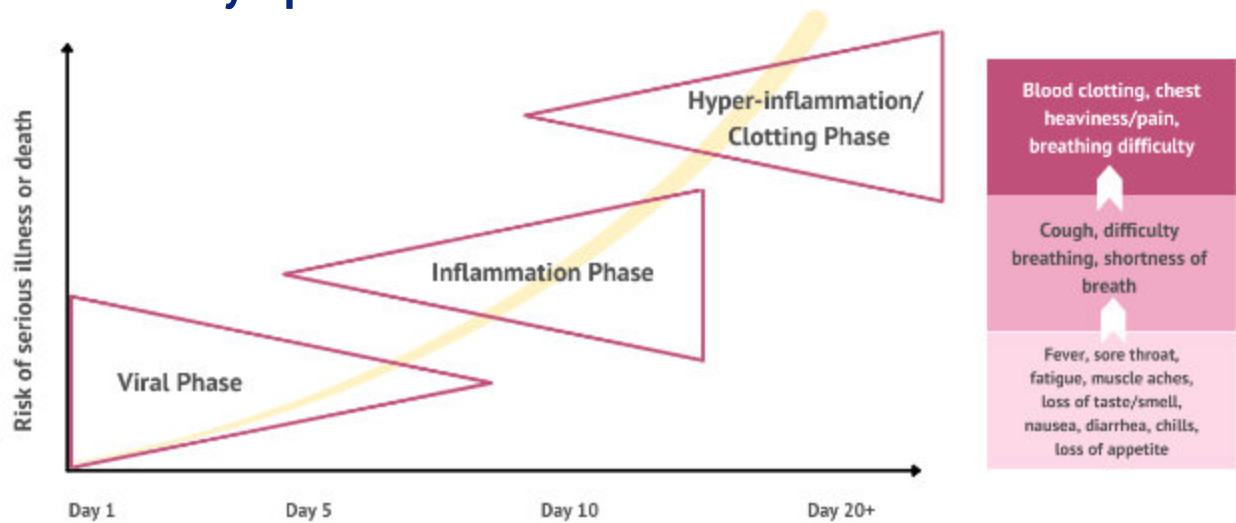 Risk of serious illness or death
Hyper-inflammation/
Clotting Phase
Inflammation Phase
Viral Phase
Day 1
Day 5
Day 10
Day 20+
Blood clotting, chest
heaviness/pain,
breathing difficulty
Cough, difficulty
breathing, shortness of
breath
Fever, sore throat,
fatigue, muscle aches,
loss of taste/smell,
nausea, diarrhea, chills,
loss of appetite